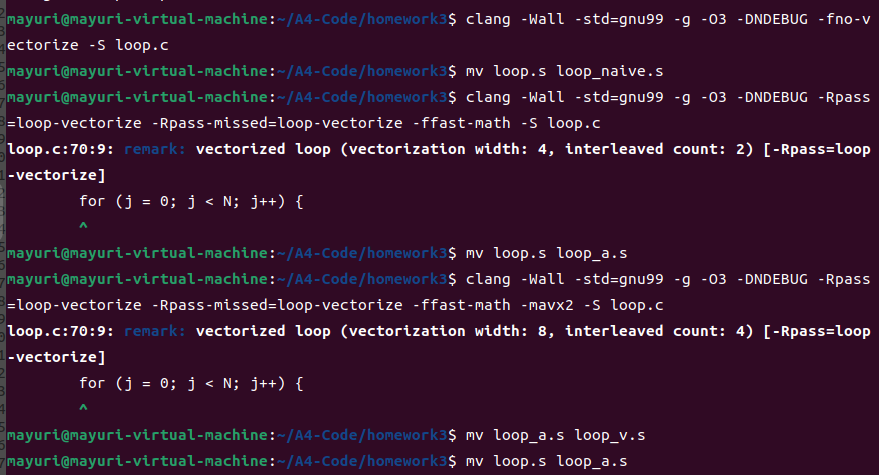 mayuri@mayuri-virtual-machine:~/A4-Code/homework3$ clang -Wall -std=gnu99 -g -O3 -DNDEBUG -fno-v
ectorize -S loop.c
mayuri@mayuri-virtual-machine:~/A4-Code/homework3$ mv loop.s loop_naive.s
mayuri@mayuri-virtual-machine:~/A4-Code/homework3$ clang -Wall -std=gnu99 -g -O3 -DNDEBUG -Rpass
=loop-vectorize -Rpass-missed=loop-vectorize -ffast-math -S loop.c
loop.c:70:9: remark: vectorized loop (vectorization width: 4, interleaved count: 2) [-Rpass=loop
-vectorize]
        for (j = 0; j < N; j++) {
        ^
mayuri@mayuri-virtual-machine:~/A4-Code/homework3$ mv loop.s loop_a.s
mayuri@mayuri-virtual-machine:~/A4-Code/homework3$ clang -Wall -std=gnu99 -g -O3 -DNDEBUG -Rpass
=loop-vectorize -Rpass-missed=loop-vectorize -ffast-math -mavx2 -S loop.c
loop.c:70:9: remark: vectorized loop (vectorization width: 8, interleaved count: 4) [-Rpass=loop
-vectorize]
        for (j = 0; j < N; j++) {
        ^
mayuri@mayuri-virtual-machine:~/A4-Code/homework3$ mv loop_a.s loop_v.s
mayuri@mayuri-virtual-machine:~/A4-Code/homework3$ mv loop.s loop_a.s